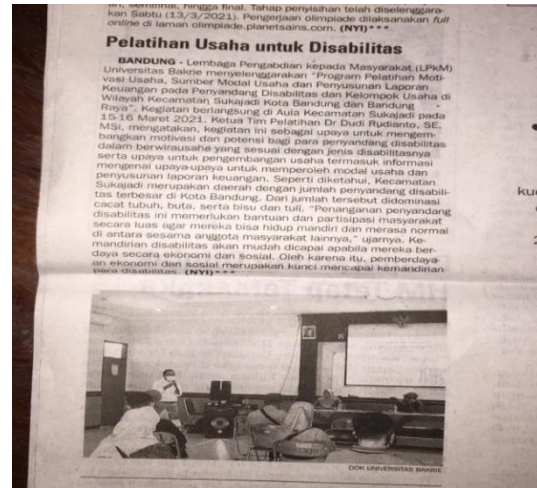 an, semifinal, hingga final. Tahap penyisihan telah diselenggara-
kan Sabtu (13/3/2021). Pengerjaan olimpiade dilaksanakan full
online di laman olimpiade.planetsains.com. (NYI)***
Pelatihan Usaha untuk Disabilitas
BANDUNG - Lembaga Pengabdian kepada Masyarakat (LPkM)
Universitas Bakrie menyelenggarakan "Program Pelatihan Moti-
vasi Usaha, Sumber Modal Usaha dan Penyusunan Laporan
Keuangan pada Penyandang Disabilitas dan Kelompok Usaha di
Wilayah Kecamatan Sukajadi Kota Bandung dan Bandung
Raya". Kegiatan berlangsung di Aula Kecamatan Sukajadi pada
15-16 Maret 2021. Ketua Tim Pelatihan Dr Dudi Rudianto, SE,
MSi, mengatakan, kegiatan ini sebagai upaya untuk mengem-
bangkan motivasi dan potensi bagi para penyandang disabilitas
dalam berwirausaha yang sesuai dengan jenis disabilitasnya
serta upaya untuk pengembangan usaha termasuk informasi
mengenai upaya-upaya untuk memperoleh modal usaha dan
penyusunan laporan keuangan. Seperti diketahui, Kecamatan
Sukajadi merupakan daerah dengan jumlah penyandang disabili-
tas terbesar di Kota Bandung. Dari jumlah tersebut didominasi
cacat tubuh, buta, serta bisu dan tuli. "Penanganan penyandang
disabilitas ini memerlukan bantuan dan partisipasi masyarakat
secara luas agar mereka bisa hidup mandiri dan merasa normal
di antara sesama anggota masyarakat lainnya," ujarnya. Ke-
mandirian disabilitas akan mudah dicapai apabila mereka ber-
daya secara ekonomi dan sosial. Oleh karena itu, pemberdaya-
an ekonomi dan sosial merupakan kunci mencapai kemandirian
para disabilitas. (NYI)***
DOK UNIVERSITAS BAKRIE